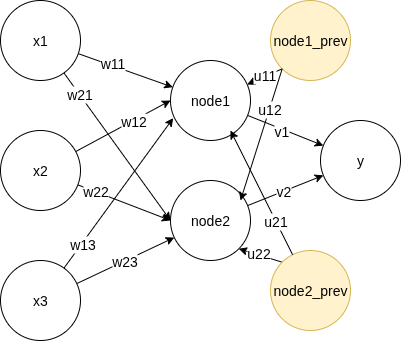 x1
node1_prev
w11
u11
w21
node1
u12
w12
v1
x2
y
w22
v2
node2
u21
w13
u22
w23
x3
node2_prev